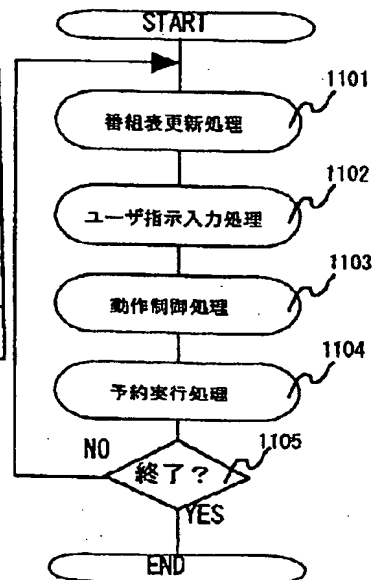 START
1101
番組表更新処理
1102
ユーザ指示入力処理
1103
動作制御処理
1104
予約実行処理
NO
1105
終了?
YES
END